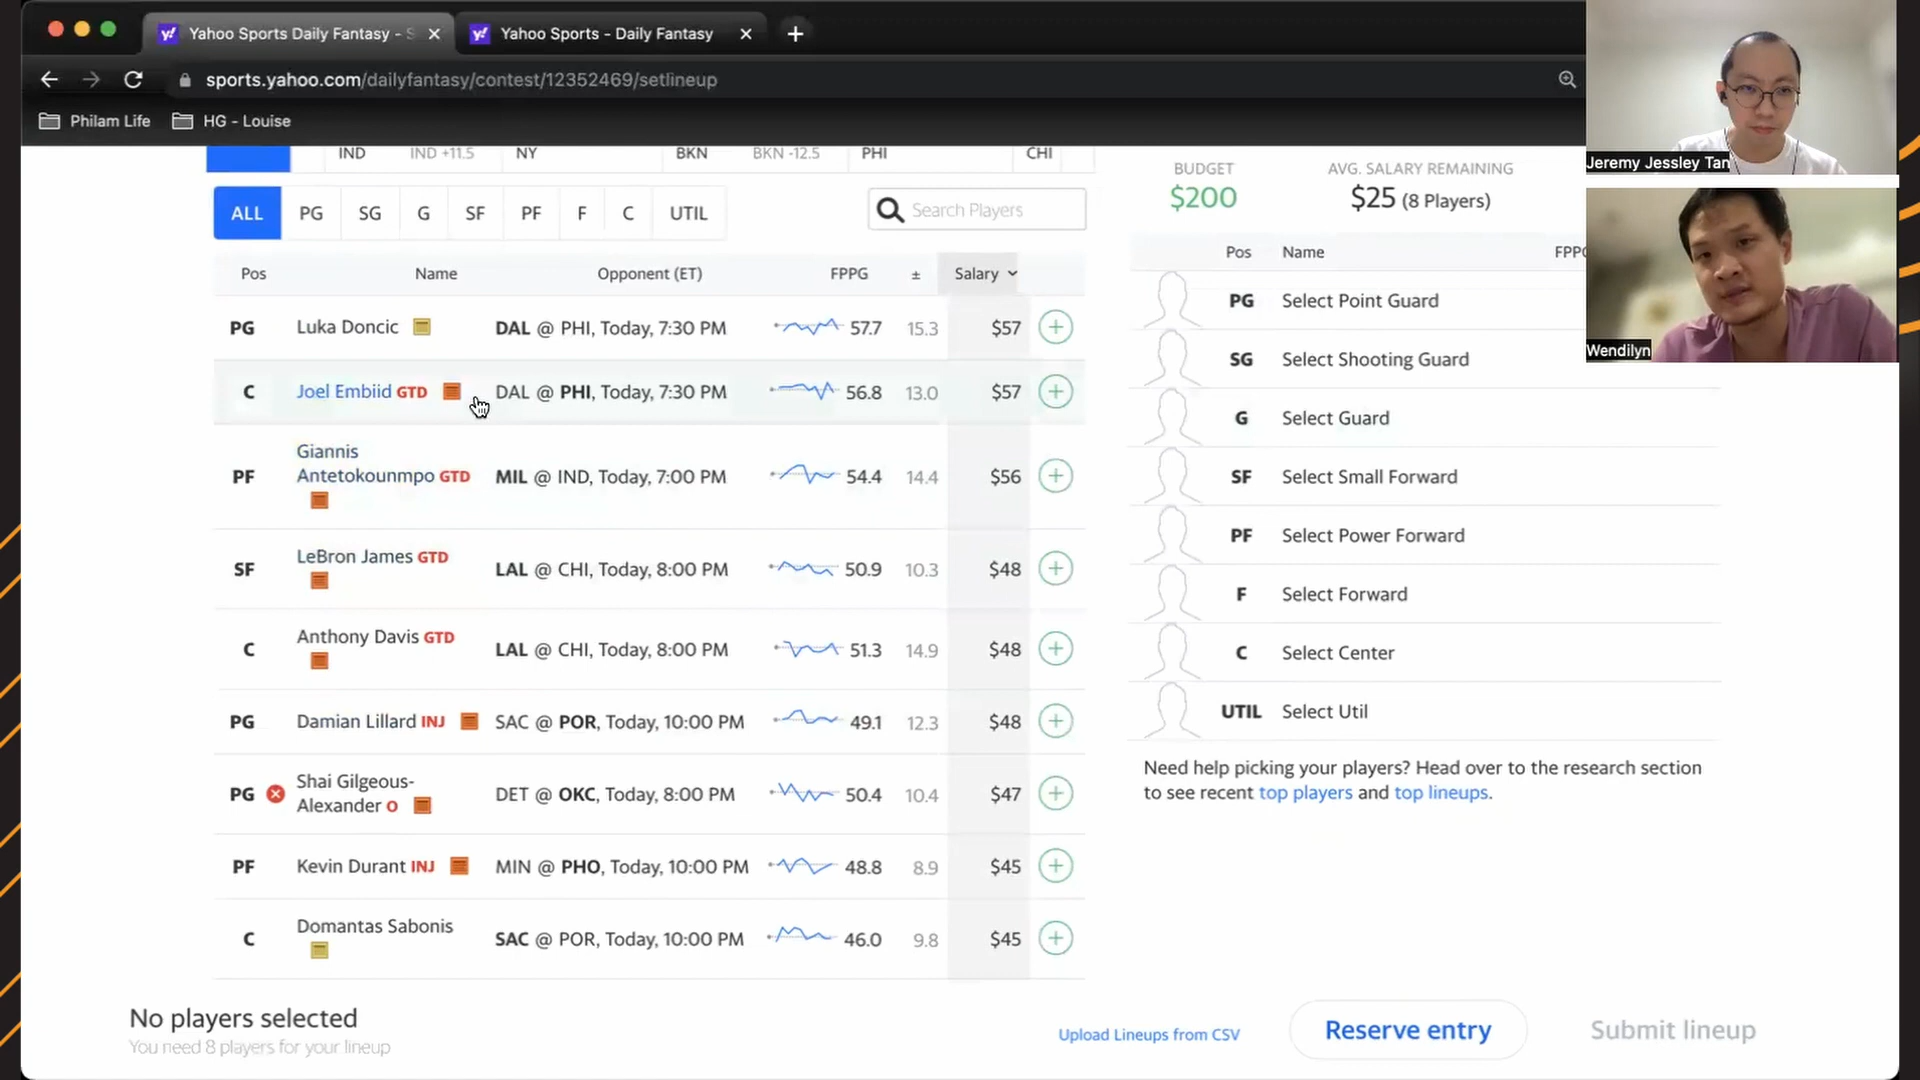 Yahoo Sports Daily Fantasy - S
Yahoo Sports - Daily Fantasy
sports.yahoo.com/dailyfantasy/contest/12352469/setlineup
Philam Life
HG - Louise
Jeremy Jessley Tan
Wendilyn
IND IND +11.5 NY BKN BKN -12.5 PHI CHI
ALL PG SG G SF PF F C UTIL
Search Players
BUDGET
$200
AVG. SALARY REMAINING
$25 (8 Players)
Pos Name Opponent (ET) FPPG ± Salary
PG Luka Doncic DAL @ PHI, Today, 7:30 PM 57.7 15.3 $57
C Joel Embiid GTD DAL @ PHI, Today, 7:30 PM 56.8 13.0 $57
PF Giannis
Antetokounmpo GTD MIL @ IND, Today, 7:00 PM 54.4 14.4 $56
SF LeBron James GTD LAL @ CHI, Today, 8:00 PM 50.9 10.3 $48
C Anthony Davis GTD LAL @ CHI, Today, 8:00 PM 51.3 14.9 $48
PG Damian Lillard INJ SAC @ POR, Today, 10:00 PM 49.1 12.3 $48
PG Shai Gilgeous-
Alexander O DET @ OKC, Today, 8:00 PM 50.4 10.4 $47
PF Kevin Durant INJ MIN @ PHO, Today, 10:00 PM 48.8 8.9 $45
C Domantas Sabonis SAC @ POR, Today, 10:00 PM 46.0 9.8 $45
Pos Name FPPG
PG Select Point Guard
SG Select Shooting Guard
G Select Guard
SF Select Small Forward
PF Select Power Forward
F Select Forward
C Select Center
UTIL Select Util
Need help picking your players? Head over to the research section
to see recent top players and top lineups.
No players selected
You need 8 players for your lineup
Upload Lineups from CSV
Reserve entry
Submit lineup